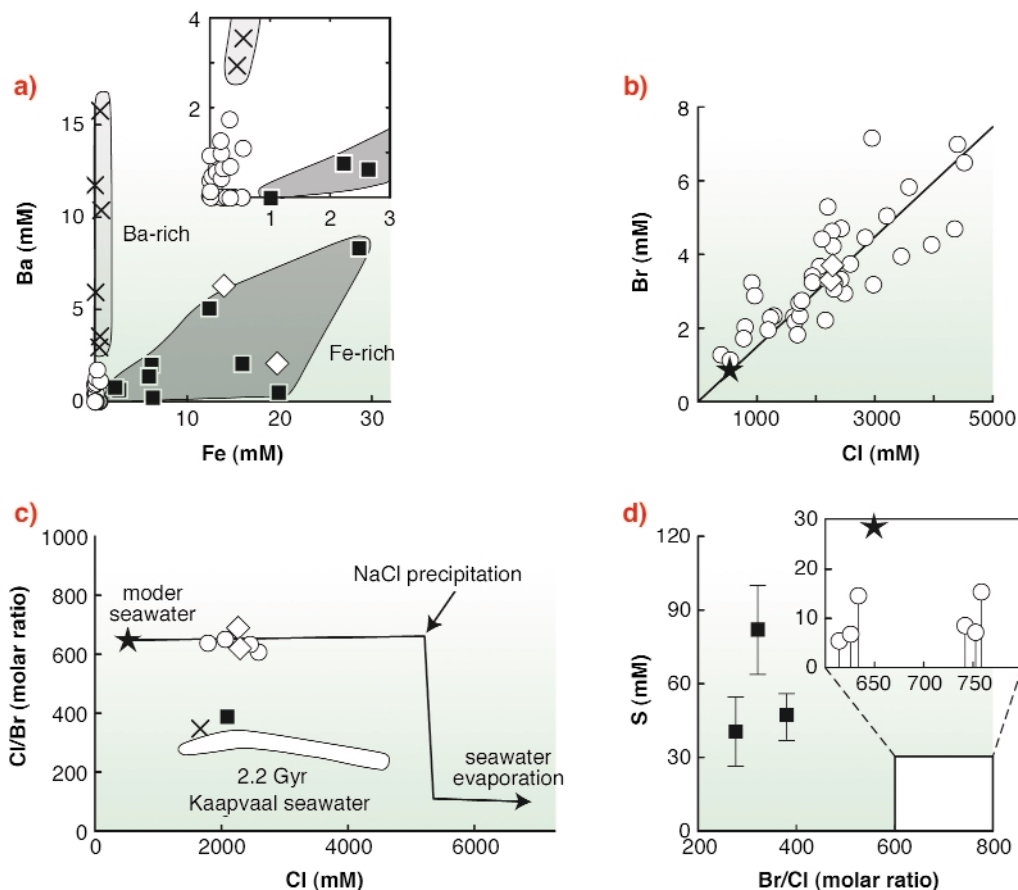 a)
4
2
1
2
3
15
10
5
0
Ba (mM)
Ba-rich
Fe-rich
10
20
30
Fe (mM)
b)
8
6
4
2
0
Br (mM)
1000
3000
5000
Cl (mM)
c)
1000
800
600
400
200
0
Cl/Br (molar ratio)
moder
seawater
NaCl precipitation
2.2 Gyr
Kaapvaal seawater
seawater
evaporation
0
2000
4000
6000
Cl (mM)
d)
120
90
60
30
0
S (mM)
30
20
10
0
650
700
750
200
400
600
800
Br/Cl (molar ratio)